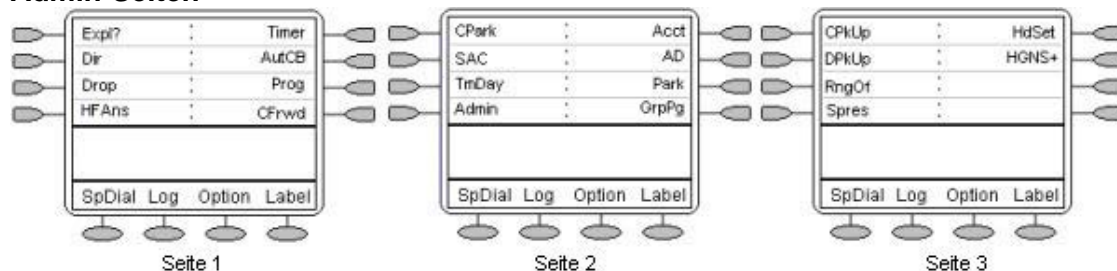 Admin-Seiten
Expl? : Timer
Dir : AutCB
Drop : Prog
HFAns : CFrwd
SpDial Log Option Label
Seite 1
CPark : Acct
SAC : AD
TmDay : Park
Admin : GrpPg
SpDial Log Option Label
Seite 2
CPkUp : HdSet
DPkUp : HGNS+
RngOf :
Spres :
SpDial Log Option Label
Seite 3